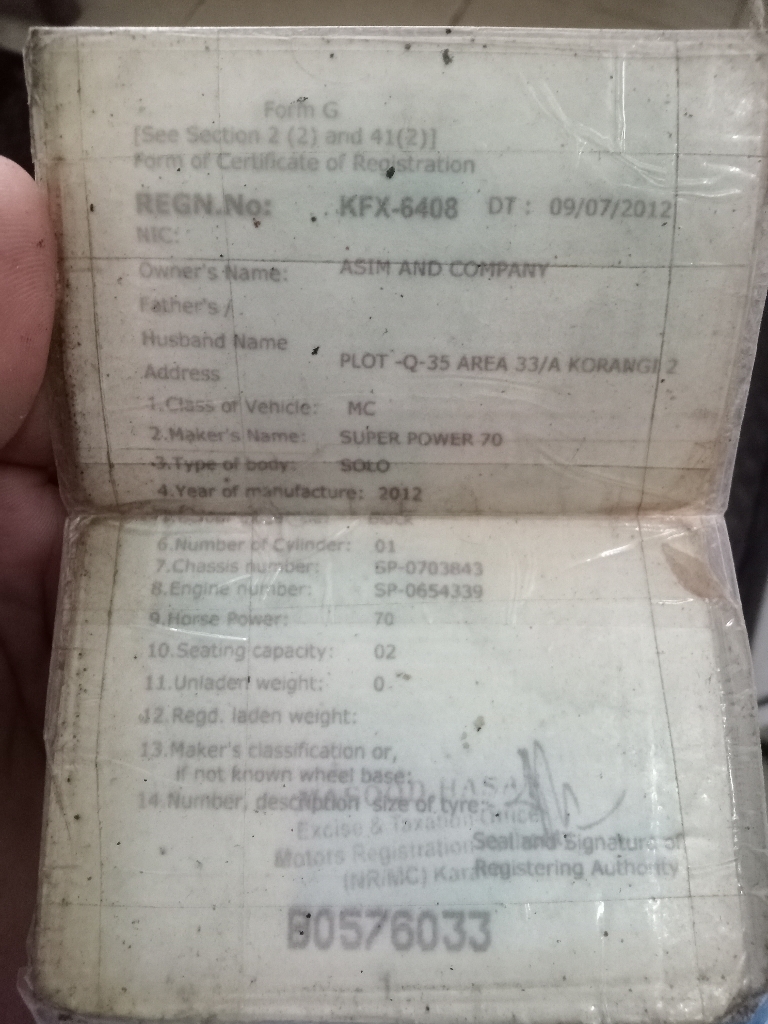 Form G
[See Section 2 (2) and 41(2)]
Form of Certificate of Registration
REGN.No: KFX-6408 DT : 09/07/2012
NIC:
Owner's Name: ASIM AND COMPANY
Father's /
Husband Name
Address PLOT -Q-35 AREA 33/A KORANGI 2
1.Class of Vehicle: MC
2.Maker's Name: SUPER POWER 70
3.Type of body: SOLO
4.Year of manufacture: 2012
6.Number of Cylinder: 01
7.Chassis number: SP-0703843
8.Engine number: SP-0654339
9.Horse Power: 70
10.Seating capacity: 02
11.Unladen weight: 0
12.Regd. laden weight:
13.Maker's classification or,
if not known wheel base:
14.Number, description size of tyre:
MASOOD HASAN
Excise & Taxation Officer
Seal and Signature of
Motors Registration
Registering Authority
(NRiMC)
B0576033